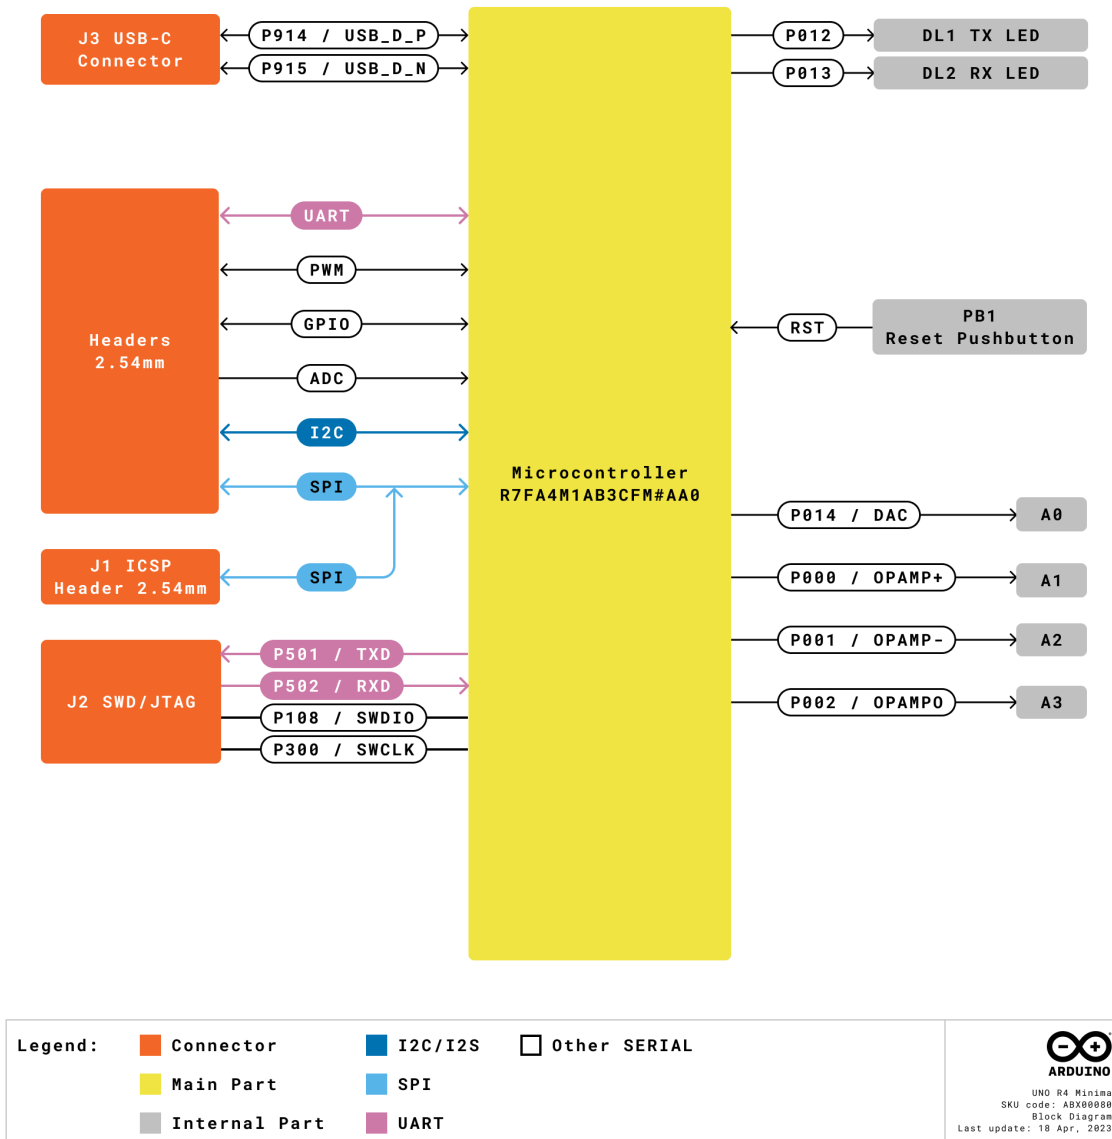 J3 USB-C
Connector
P914 / USB_D_P
P915 / USB_D_N
P012
DL1 TX LED
P013
DL2 RX LED
Headers
2.54mm
UART
PWM
GPIO
ADC
I2C
SPI
J1 ICSP
Header 2.54mm
SPI
J2 SWD/JTAG
P501 / TXD
P502 / RXD
P108 / SWDIO
P300 / SWCLK
Microcontroller
R7FA4M1AB3CFM#AA0
RST
PB1
Reset Pushbutton
P014 / DAC
A0
P000 / OPAMP+
A1
P001 / OPAMP-
A2
P002 / OPAMPO
A3
Legend:
Connector
Main Part
Internal Part
I2C/I2S
SPI
UART
Other SERIAL
ARDUINO
UNO R4 Minima
SKU code: ABX00080
Block Diagram
Last update: 18 Apr, 2023